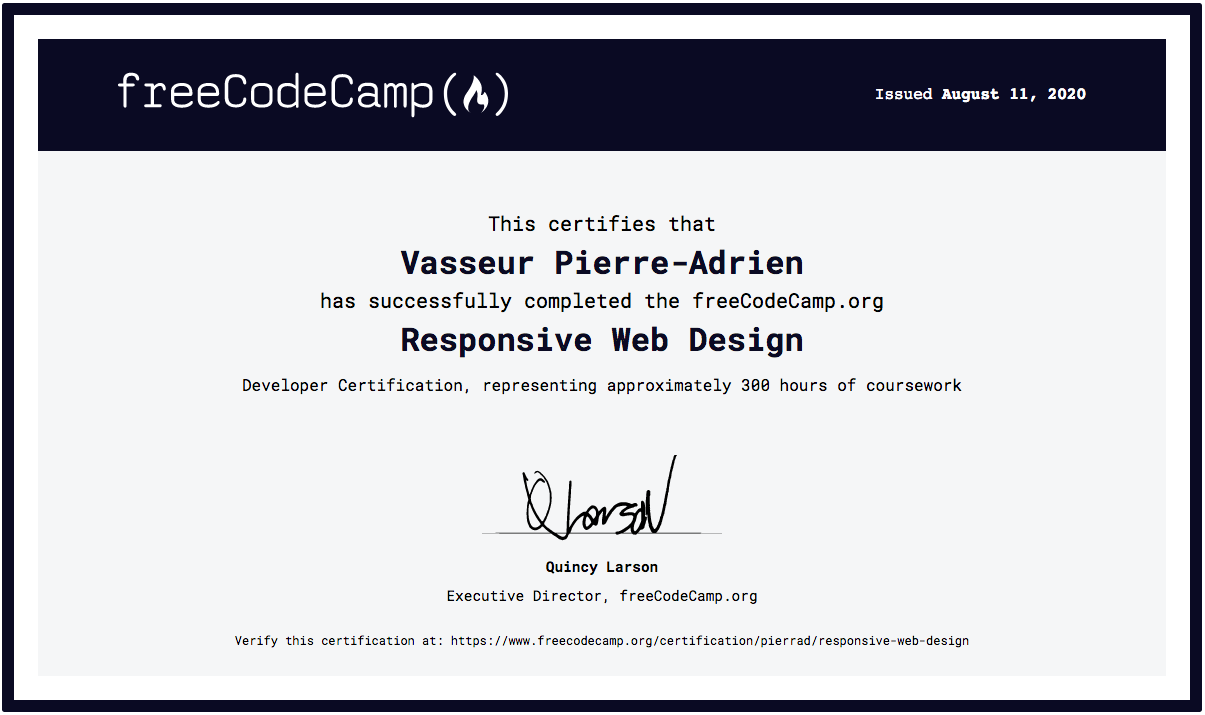 freeCodeCamp(🔥)
Issued August 11, 2020
This certifies that
Vasseur Pierre-Adrien
has successfully completed the freeCodeCamp.org
Responsive Web Design
Developer Certification, representing approximately 300 hours of coursework
Q Larson
Quincy Larson
Executive Director, freeCodeCamp.org
Verify this certification at: https://www.freecodecamp.org/certification/pierrad/responsive-web-design